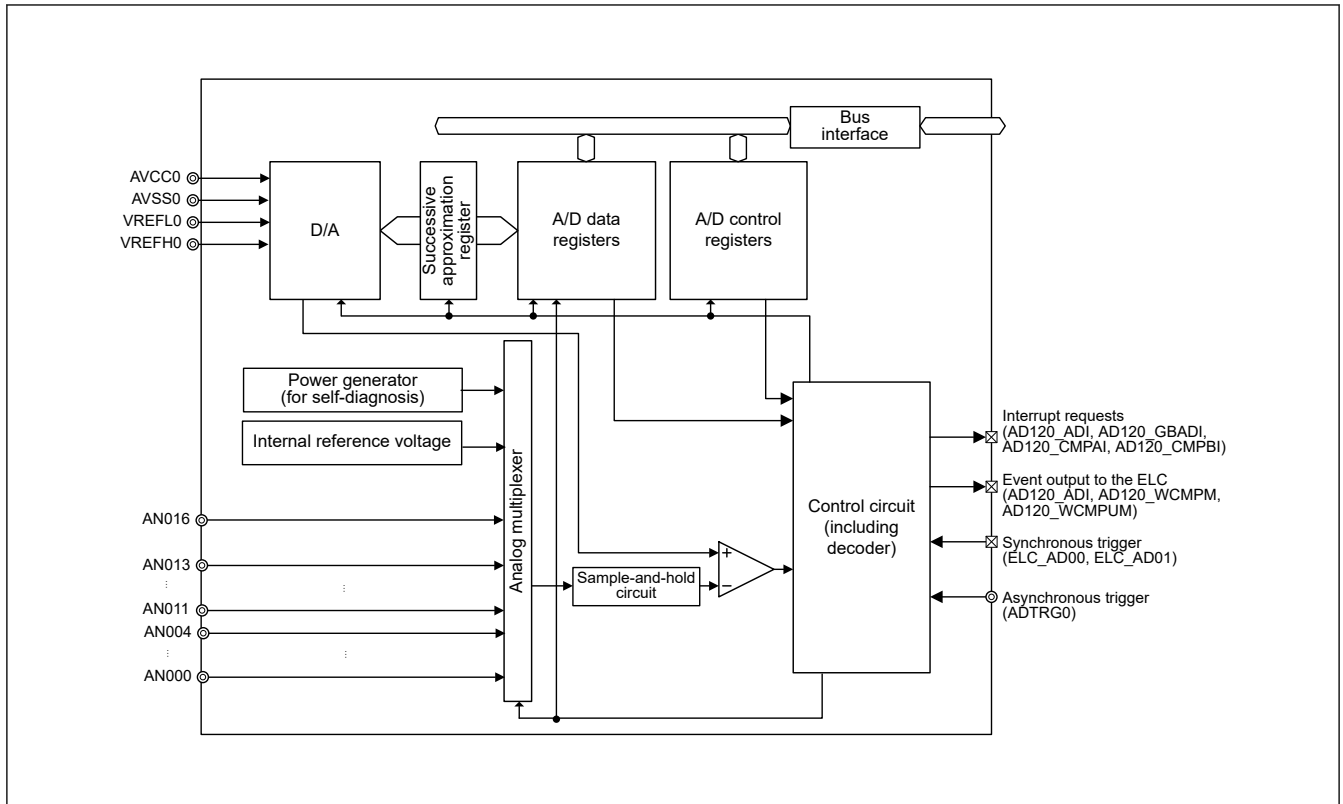 Bus
interface
AVCC0
AVSS0
VREFL0
VREFH0
D/A
Successive
approximation
register
A/D data
registers
A/D control
registers
Power generator
(for self-diagnosis)
Internal reference voltage
Analog multiplexer
AN016
AN013
AN011
AN004
AN000
Sample-and-hold
circuit
+
−
Control circuit
(including
decoder)
Interrupt requests
(AD120_ADI, AD120_GBADI,
AD120_CMPAI, AD120_CMPBI)
Event output to the ELC
(AD120_ADI, AD120_WCMPM,
AD120_WCMPUM)
Synchronous trigger
(ELC_AD00, ELC_AD01)
Asynchronous trigger
(ADTRG0)